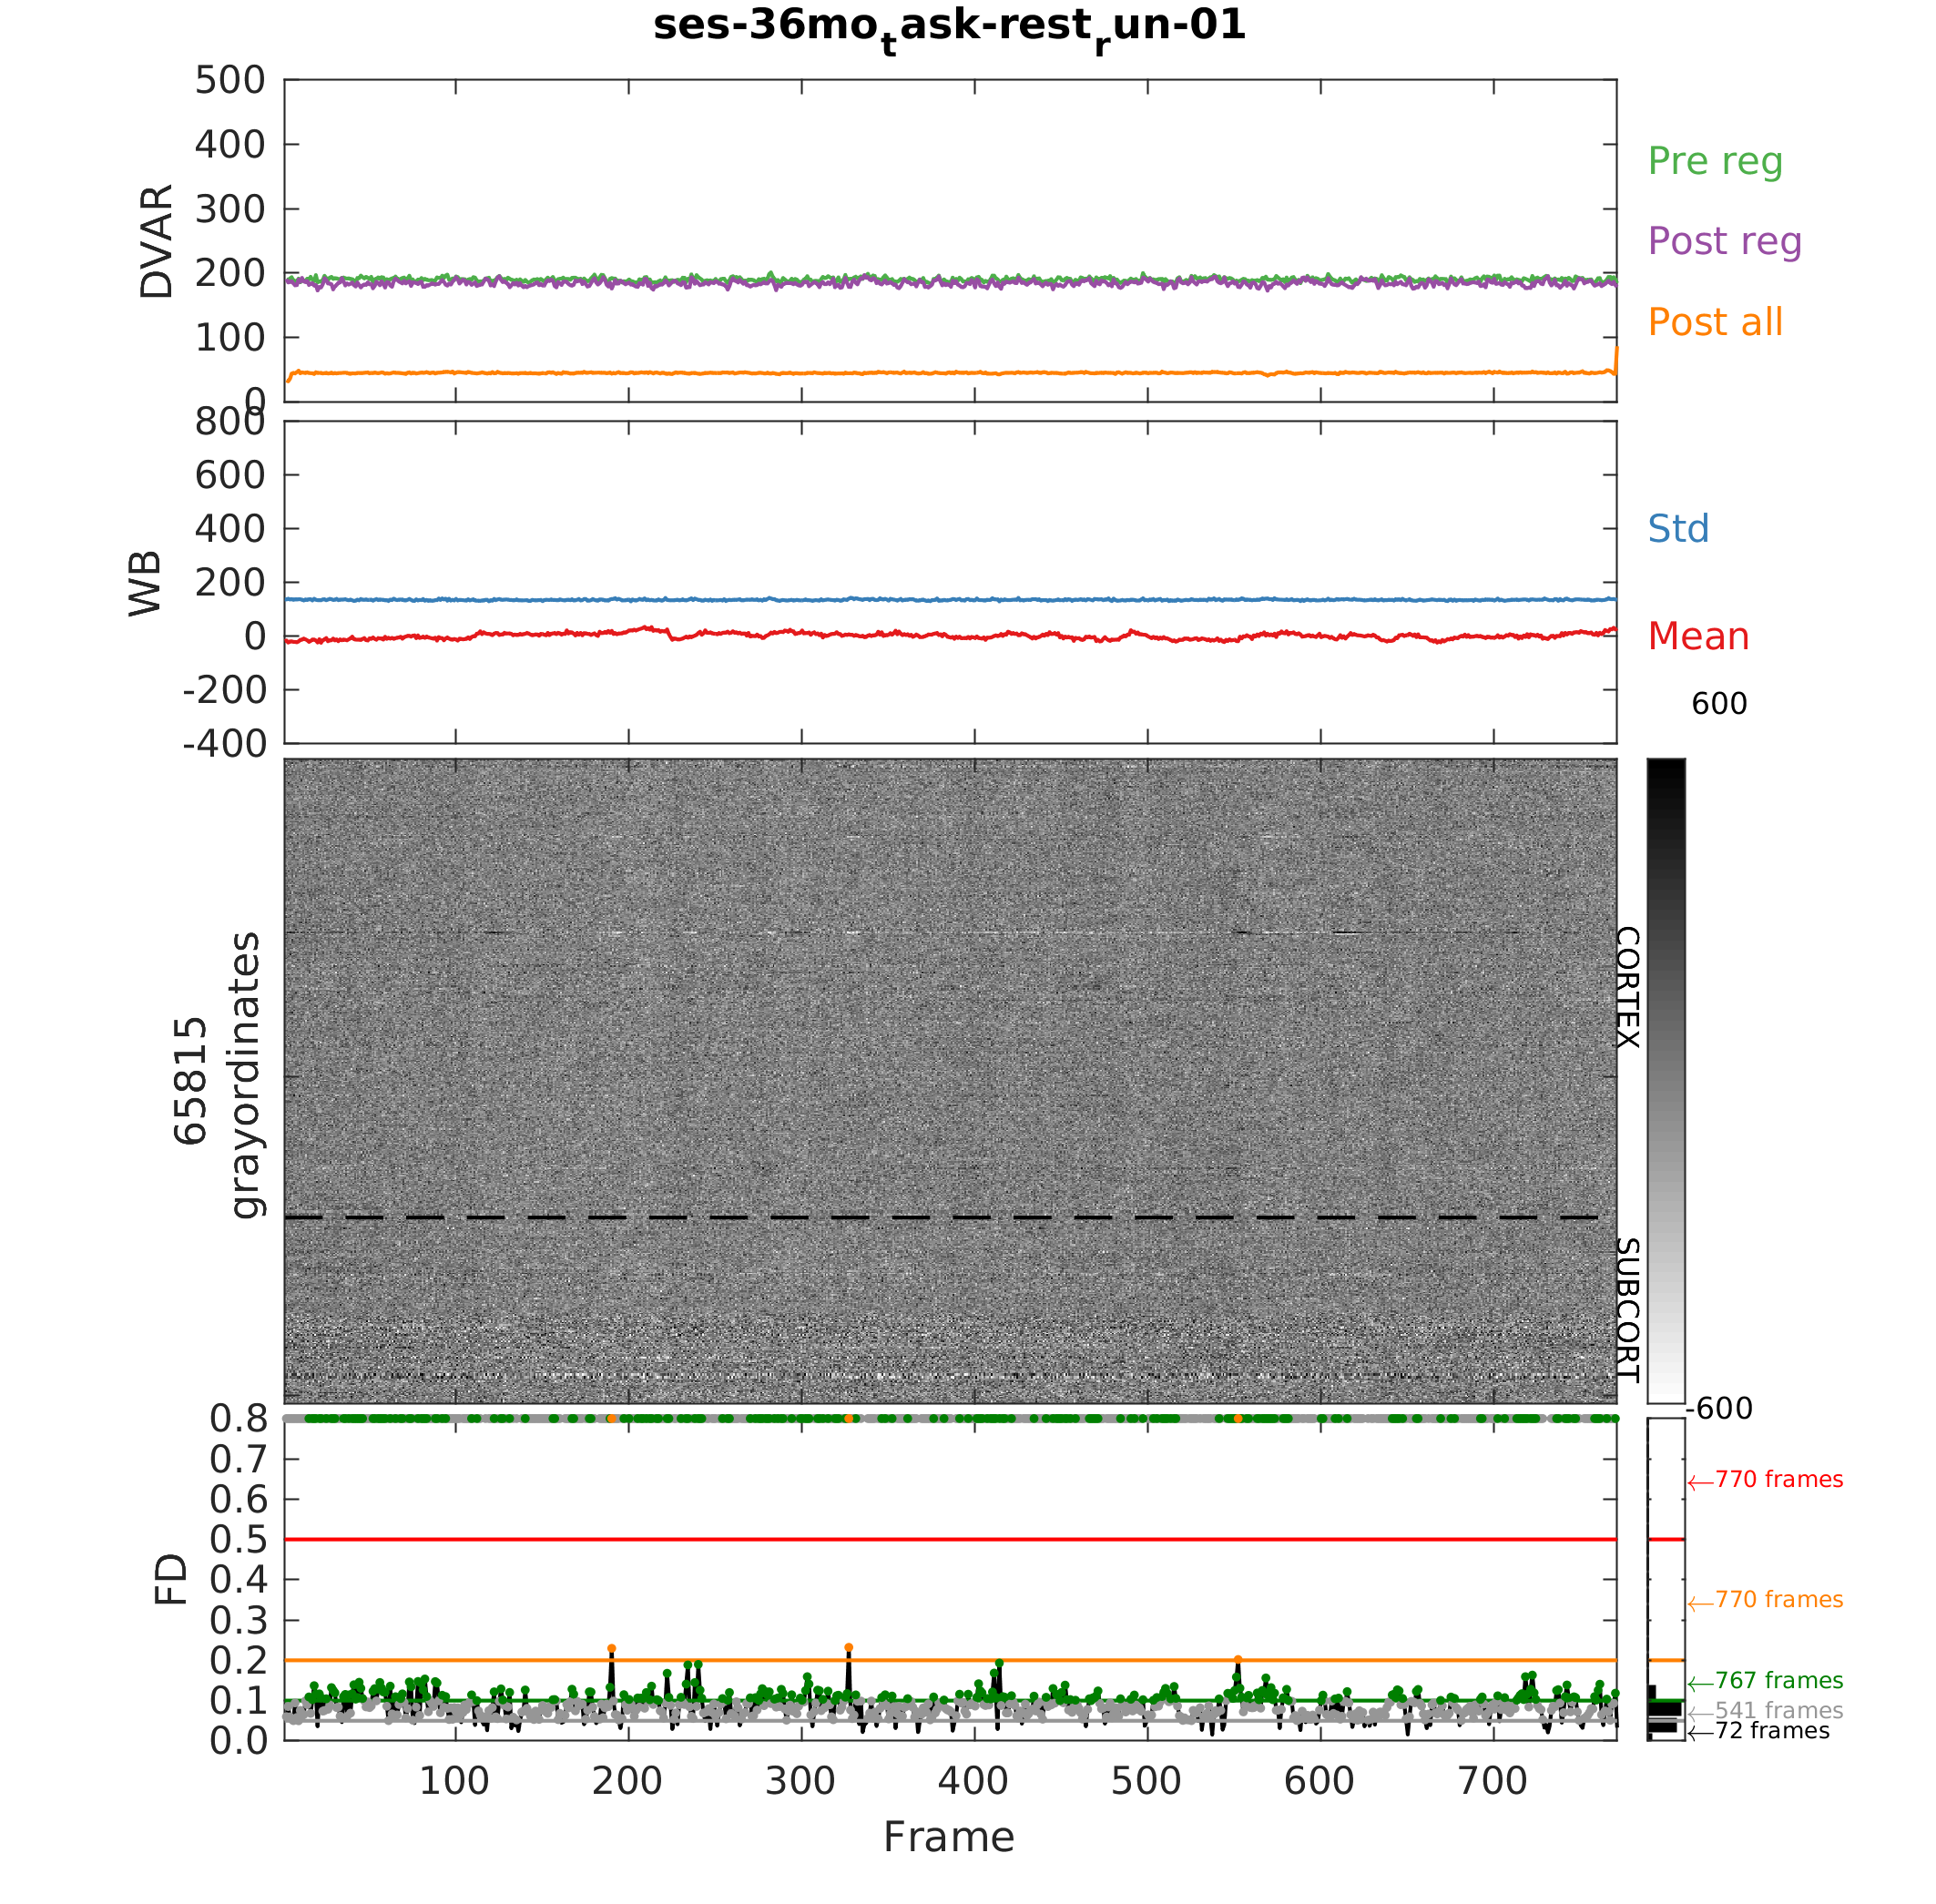 ses-36mo_task-rest_run-01
500
400
300
200
100
0
DVAR
Pre reg
Post reg
Post all
800
600
400
200
0
-200
-400
WB
Std
Mean
600
65815
grayordinates
CORTEX
SUBCORT
-600
0.8
0.7
0.6
0.5
0.4
0.3
0.2
0.1
0.0
FD
←770 frames
←770 frames
←767 frames
←541 frames
←72 frames
100 200 300 400 500 600 700
Frame